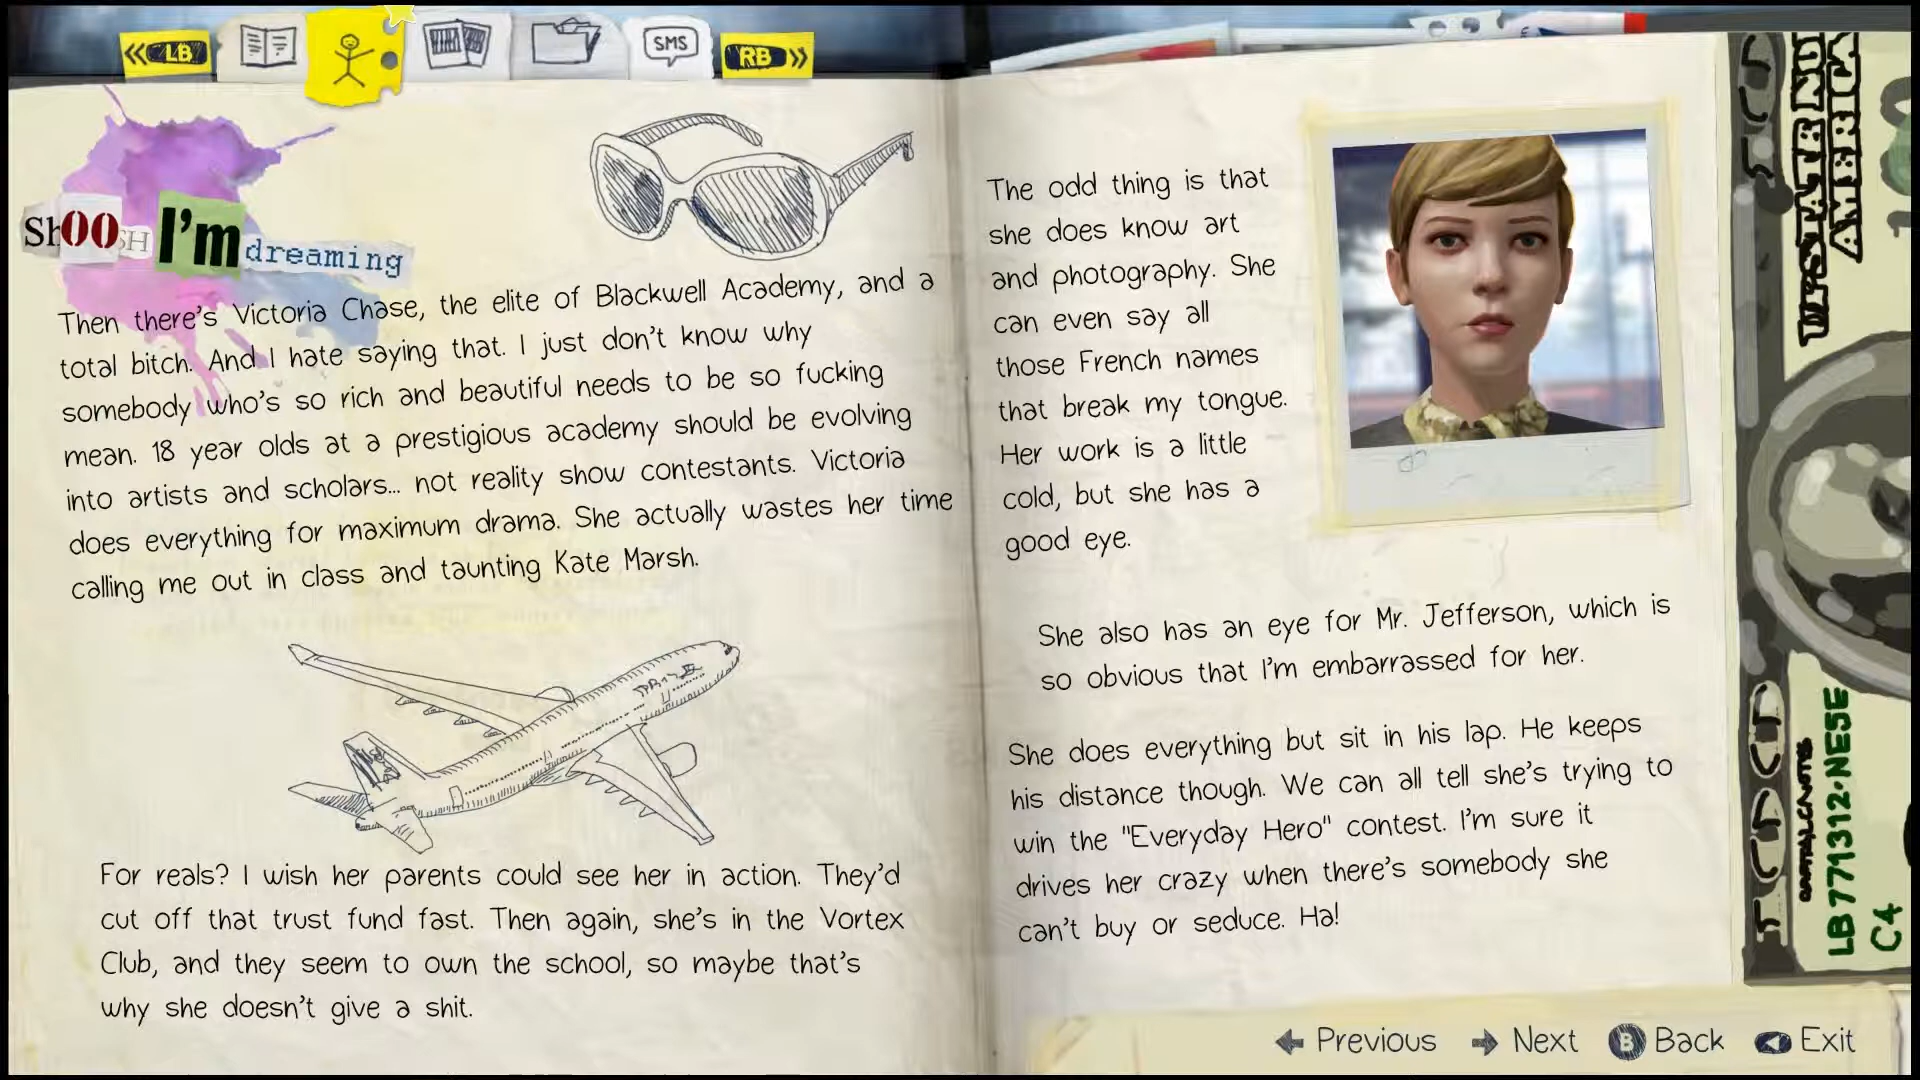 LB
SMS
RB
ShOOSH I'm dreaming
Then there's Victoria Chase, the elite of Blackwell Academy, and a
total bitch. And I hate saying that. I just don't know why
somebody who's so rich and beautiful needs to be so fucking
mean. 18 year olds at a prestigious academy should be evolving
into artists and scholars... not reality show contestants. Victoria
does everything for maximum drama. She actually wastes her time
calling me out in class and taunting Kate Marsh.
For reals? I wish her parents could see her in action. They'd
cut off that trust fund fast. Then again, she's in the Vortex
Club, and they seem to own the school, so maybe that's
why she doesn't give a shit.
The odd thing is that
she does know art
and photography. She
can even say all
those French names
that break my tongue.
Her work is a little
cold, but she has a
good eye.
She also has an eye for Mr. Jefferson, which is
so obvious that I'm embarrassed for her.
She does everything but sit in his lap. He keeps
his distance though. We can all tell she's trying to
win the "Everyday Hero" contest. I'm sure it
drives her crazy when there's somebody she
can't buy or seduce. Ha!
AMERICA
LB771312-NE5E
C4
Previous
Next
B Back
Exit